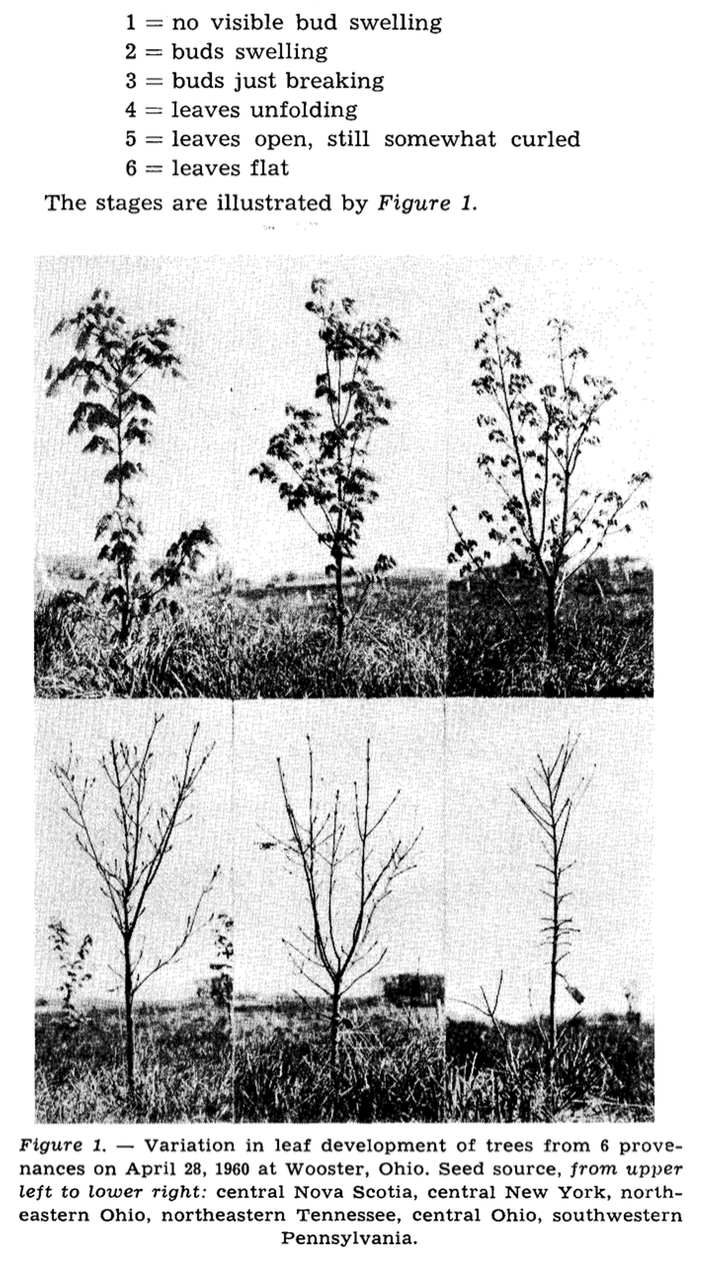 1 = no visible bud swelling
2 = buds swelling
3 = buds just breaking
4 = leaves unfolding
5 = leaves open, still somewhat curled
6 = leaves flat
The stages are illustrated by Figure 1.
Figure 1. — Variation in leaf development of trees from 6 prove-
nances on April 28, 1960 at Wooster, Ohio. Seed source, from upper
left to lower right: central Nova Scotia, central New York, north-
eastern Ohio, northeastern Tennessee, central Ohio, southwestern
Pennsylvania.